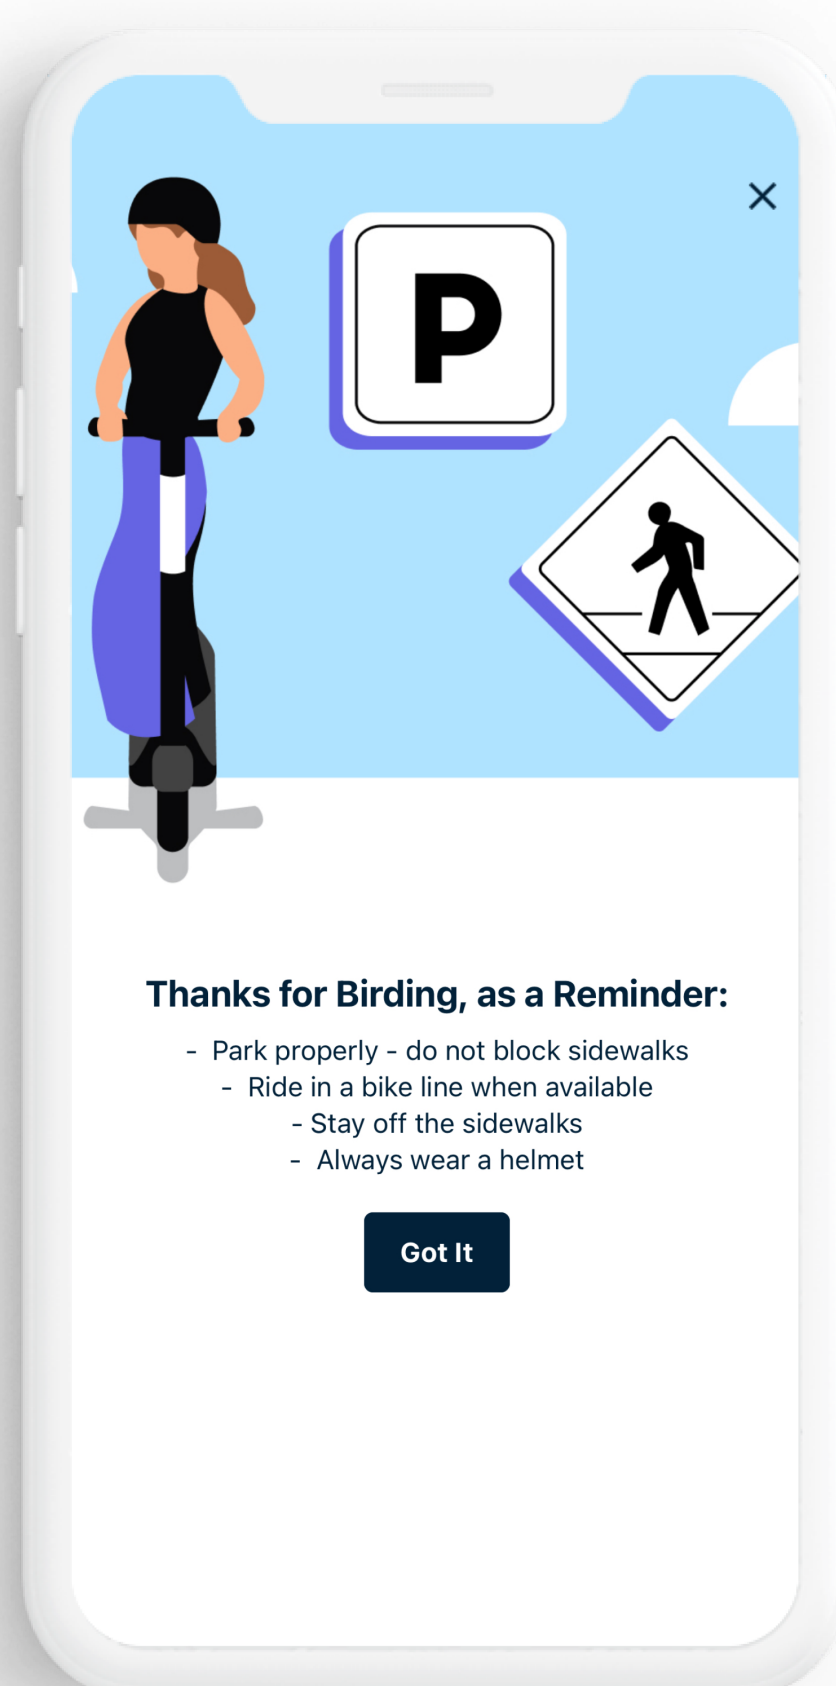 P
Thanks for Birding, as a Reminder:
- Park properly - do not block sidewalks
- Ride in a bike line when available
- Stay off the sidewalks
- Always wear a helmet
Got It